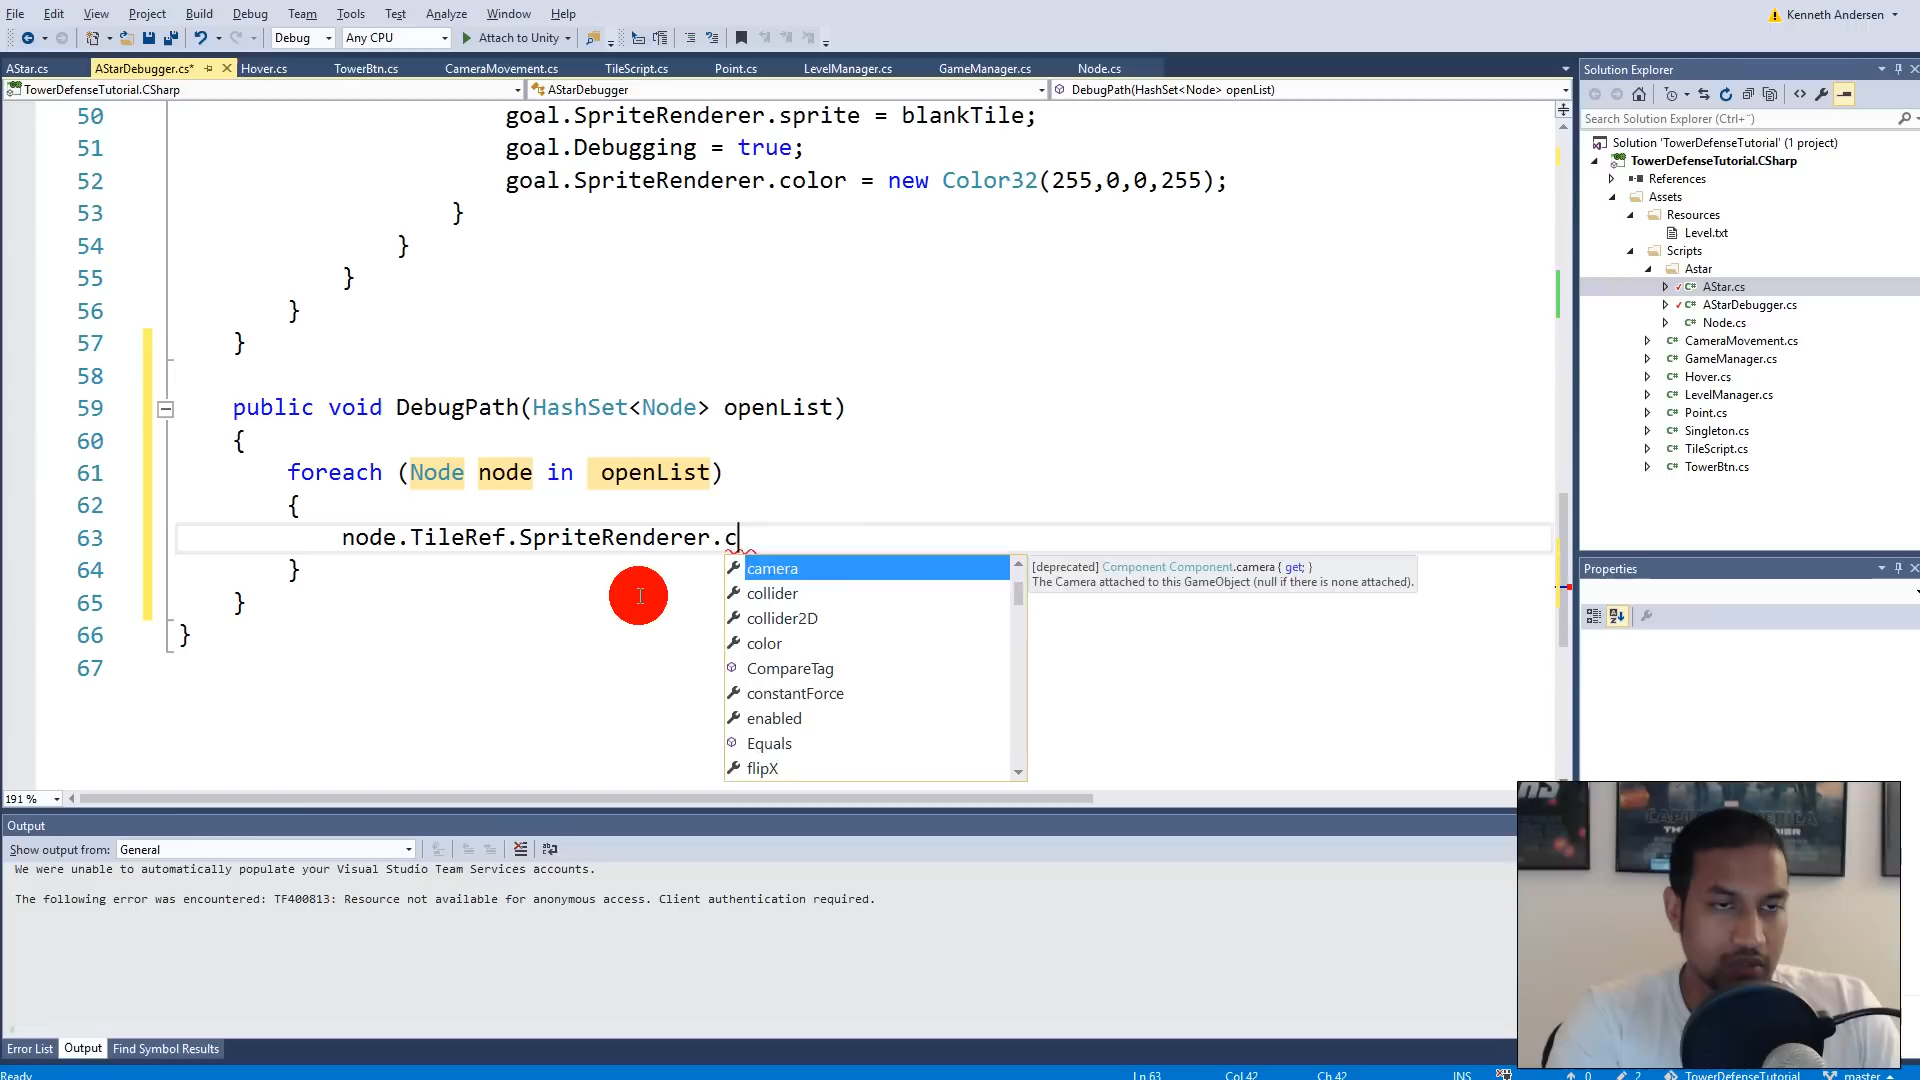 File Edit View Project Build Debug Team Tools Test Analyze Window Help
Kenneth Andersen
Debug Any CPU Attach to Unity
AStar.cs AStarDebugger.cs* Hover.cs TowerBtn.cs CameraMovement.cs TileScript.cs Point.cs LevelManager.cs GameManager.cs Node.cs
TowerDefenseTutorial.CSharp AStarDebugger DebugPath(HashSet<Node> openList)
50 goal.SpriteRenderer.sprite = blankTile;
51 goal.Debugging = true;
52 goal.SpriteRenderer.color = new Color32(255,0,0,255);
53 }
54 }
55 }
56 }
57 }
58
59 public void DebugPath(HashSet<Node> openList)
60 {
61 foreach (Node node in openList)
62 {
63 node.TileRef.SpriteRenderer.c
64 }
65 }
66 }
67
camera
collider
collider2D
color
CompareTag
constantForce
enabled
Equals
flipX
[deprecated] Component Component.camera { get; }
The Camera attached to this GameObject (null if there is none attached).
191 %
Output
Show output from: General
We were unable to automatically populate your Visual Studio Team Services accounts.
The following error was encountered: TF400813: Resource not available for anonymous access. Client authentication required.
Error List Output Find Symbol Results
Ready Ln 63 Col 42 Ch 42 INS 0 2 TowerDefenseTutorial master
Solution Explorer
Search Solution Explorer (Ctrl+¨)
Solution 'TowerDefenseTutorial' (1 project)
TowerDefenseTutorial.CSharp
References
Assets
Resources
Level.txt
Scripts
Astar
C# AStar.cs
C# AStarDebugger.cs
C# Node.cs
C# CameraMovement.cs
C# GameManager.cs
C# Hover.cs
C# LevelManager.cs
C# Point.cs
C# Singleton.cs
C# TileScript.cs
C# TowerBtn.cs
Properties